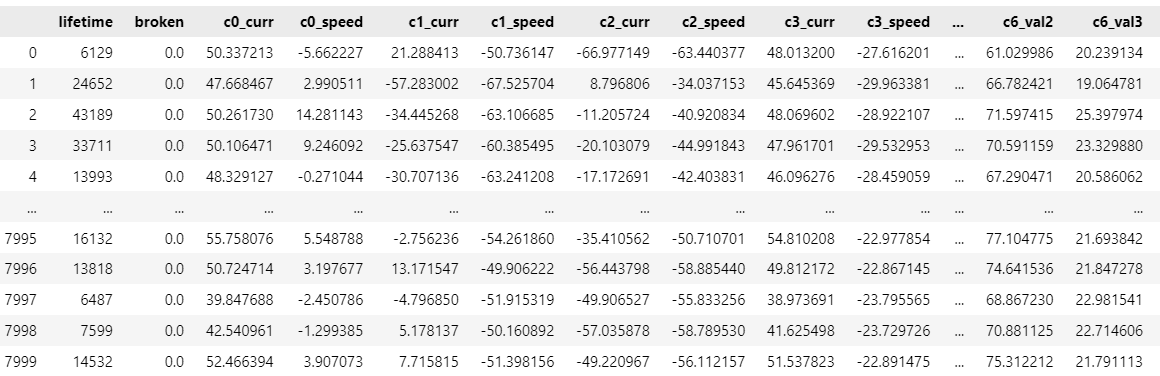 lifetime broken c0_curr c0_speed c1_curr c1_speed c2_curr c2_speed c3_curr c3_speed ... c6_val2 c6_val3
0 6129 0.0 50.337213 -5.662227 21.288413 -50.736147 -66.977149 -63.440377 48.013200 -27.616201 ... 61.029986 20.239134
1 24652 0.0 47.668467 2.990511 -57.283002 -67.525704 8.796806 -34.037153 45.645369 -29.963381 ... 66.782421 19.064781
2 43189 0.0 50.261730 14.281143 -34.445268 -63.106685 -11.205724 -40.920834 48.069602 -28.922107 ... 71.597415 25.397974
3 33711 0.0 50.106471 9.246092 -25.637547 -60.385495 -20.103079 -44.991843 47.961701 -29.532953 ... 70.591159 23.329880
4 13993 0.0 48.329127 -0.271044 -30.707136 -63.241208 -17.172691 -42.403831 46.096276 -28.459059 ... 67.290471 20.586062
... ... ... ... ... ... ... ... ... ... ... ... ... ...
7995 16132 0.0 55.758076 5.548788 -2.756236 -54.261860 -35.410562 -50.710701 54.810208 -22.977854 ... 77.104775 21.693842
7996 13818 0.0 50.724714 3.197677 13.171547 -49.906222 -56.443798 -58.885440 49.812172 -22.867145 ... 74.641536 21.847278
7997 6487 0.0 39.847688 -2.450786 -4.796850 -51.915319 -49.906527 -55.833256 38.973691 -23.795565 ... 68.867230 22.981541
7998 7599 0.0 42.540961 -1.299385 5.178137 -50.160892 -57.035878 -58.789530 41.625498 -23.729726 ... 70.881125 22.714606
7999 14532 0.0 52.466394 3.907073 7.715815 -51.398156 -49.220967 -56.112157 51.537823 -22.891475 ... 75.312212 21.791113